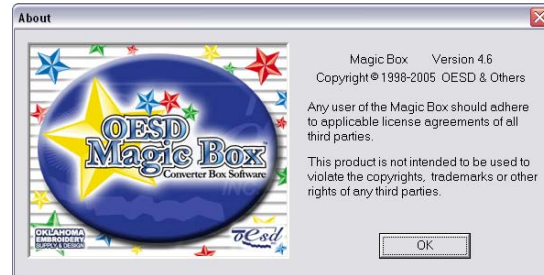 About
OESD
Magic Box
Converter Box Software
OKLAHOMA
EMBROIDERY
SUPPLY & DESIGN
oesd
Magic Box Version 4.6
Copyright © 1998-2005 OESD & Others
Any user of the Magic Box should adhere
to applicable license agreements of all
third parties.
This product is not intended to be used to
violate the copyrights, trademarks or other
rights of any third parties.
OK